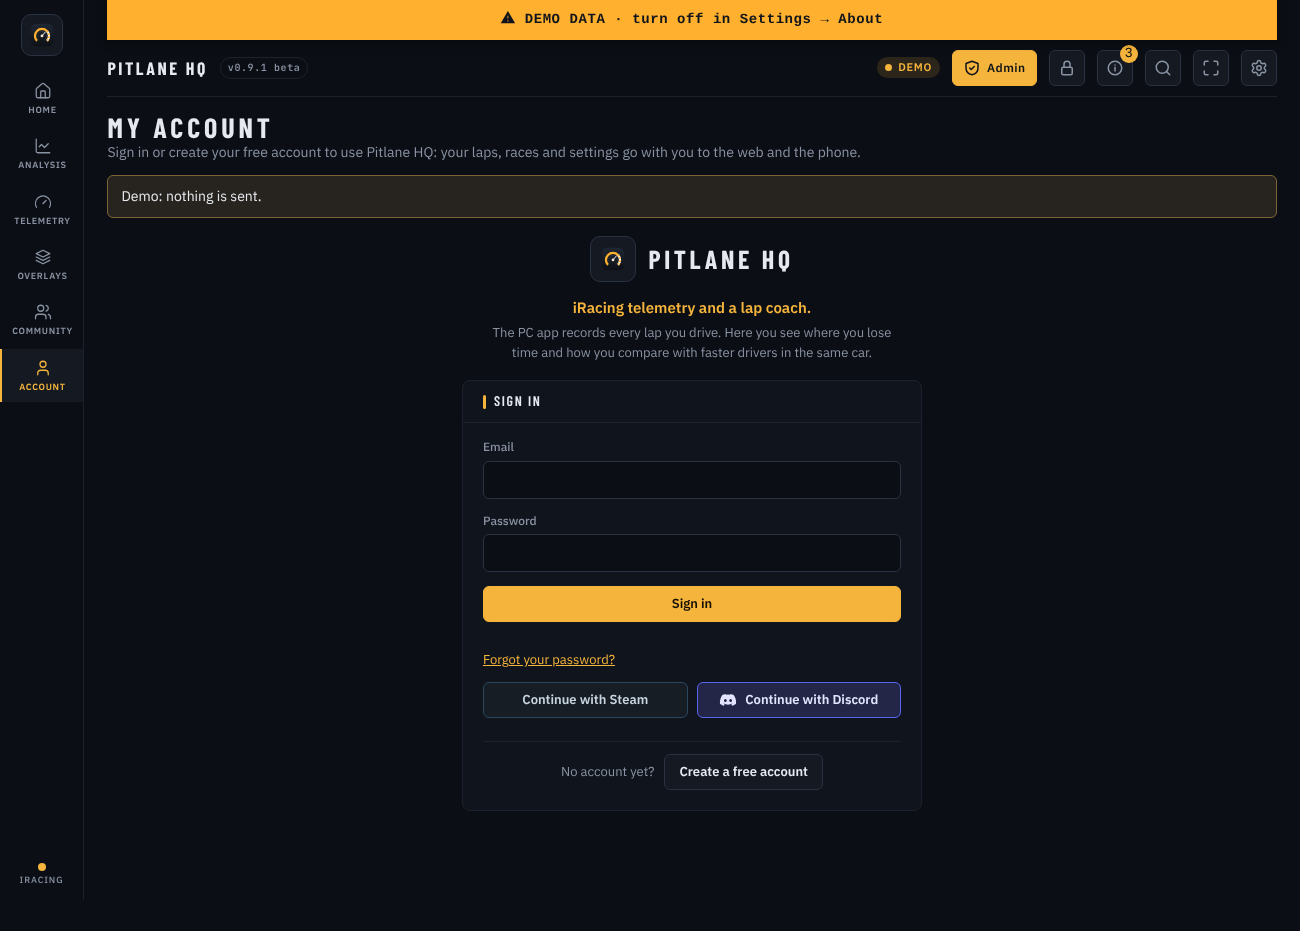 ⚠ DEMO DATA · turn off in Settings → About
PITLANE HQ
v0.9.1 beta
DEMO
Admin
3
HOME
ANALYSIS
TELEMETRY
OVERLAYS
COMMUNITY
ACCOUNT
IRACING
MY ACCOUNT
Sign in or create your free account to use Pitlane HQ: your laps, races and settings go with you to the web and the phone.
Demo: nothing is sent.
PITLANE HQ
iRacing telemetry and a lap coach.
The PC app records every lap you drive. Here you see where you lose
time and how you compare with faster drivers in the same car.
SIGN IN
Email
Password
Sign in
Forgot your password?
Continue with Steam
Continue with Discord
No account yet?
Create a free account